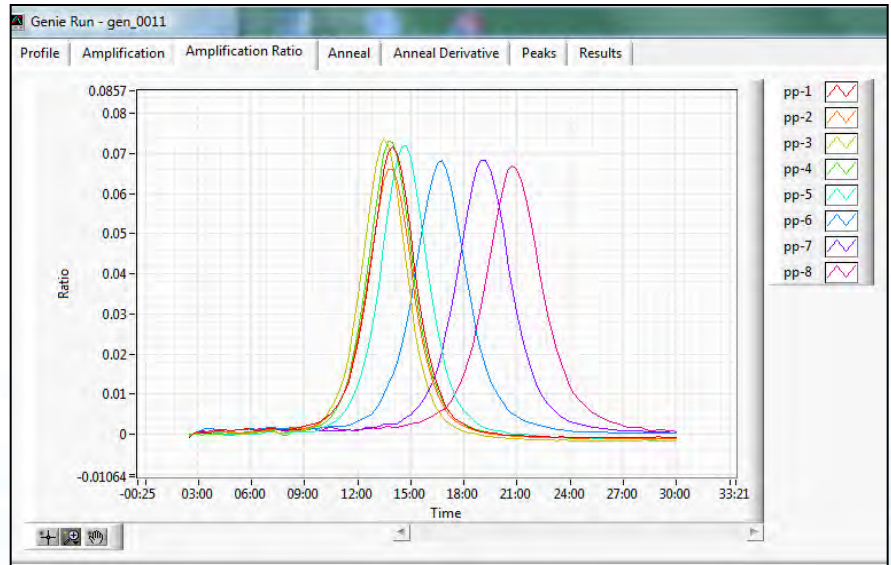 Genie Run - gen_0011
Profile Amplification Amplification Ratio Anneal Anneal Derivative Peaks Results
0.0857
0.08
0.07
0.06
0.05
0.04
0.03
0.02
0.01
0
-0.01064
Ratio
-00:25 03:00 06:00 09:00 12:00 15:00 18:00 21:00 24:00 27:00 30:00 33:21
Time
pp-1
pp-2
pp-3
pp-4
pp-5
pp-6
pp-7
pp-8